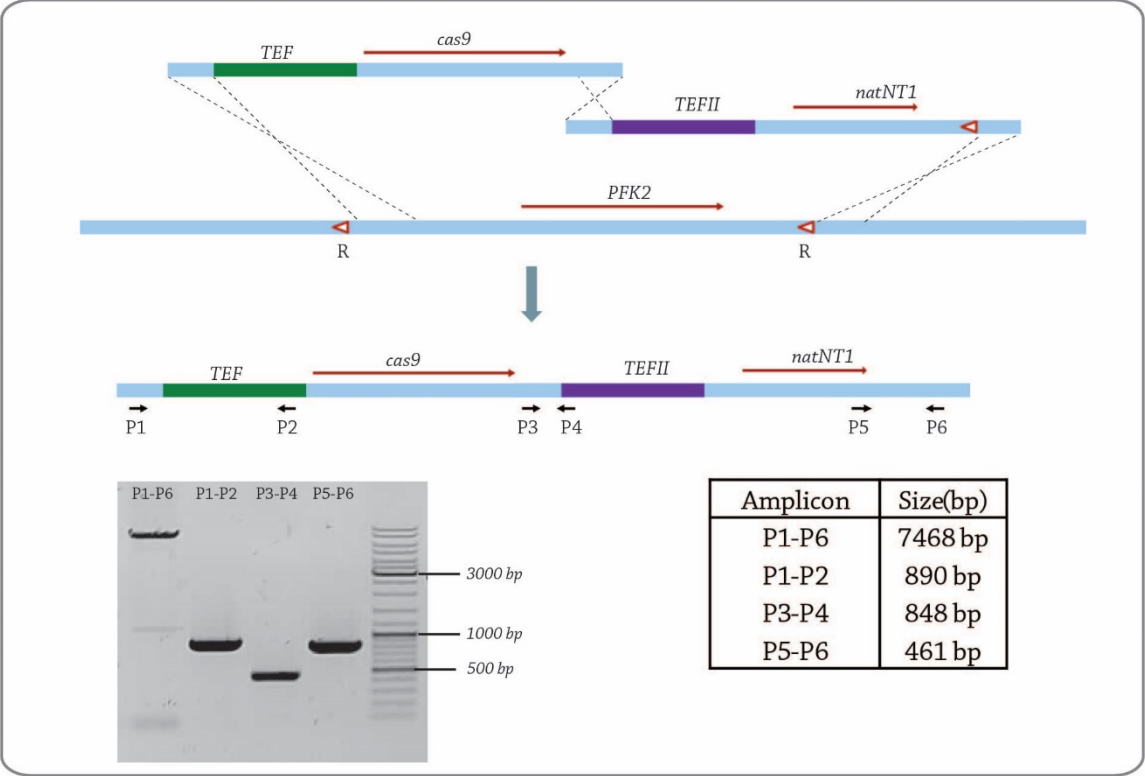 cas9
TEF
TEFII
natNT1
PFK2
R R
cas9
TEF
TEFII
natNT1
P1 P2 P3 P4 P5 P6
P1-P6 P1-P2 P3-P4 P5-P6
3000 bp
1000 bp
500 bp
Amplicon Size(bp)
P1-P6 7468 bp
P1-P2 890 bp
P3-P4 848 bp
P5-P6 461 bp